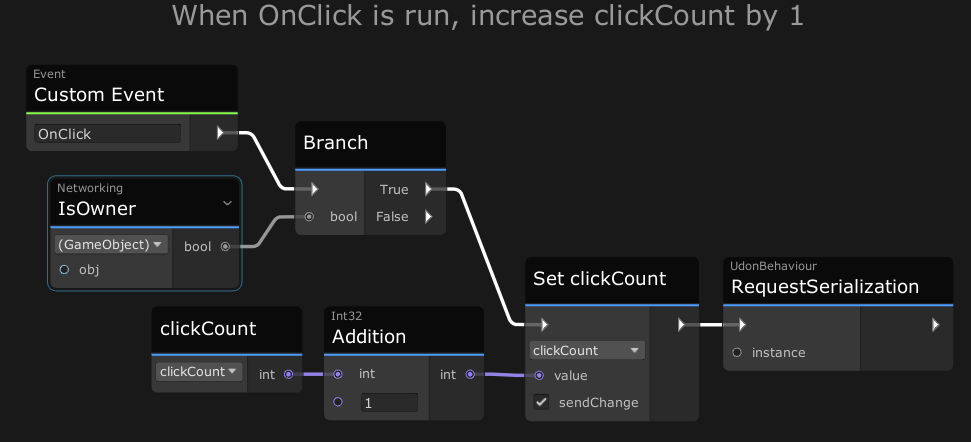 When OnClick is run, increase clickCount by 1
Event
Custom Event
OnClick
Branch
True
bool
False
Networking
IsOwner
(GameObject)
bool
obj
clickCount
clickCount
int
Int32
Addition
int
int
1
Set clickCount
clickCount
value
sendChange
UdonBehaviour
RequestSerialization
instance